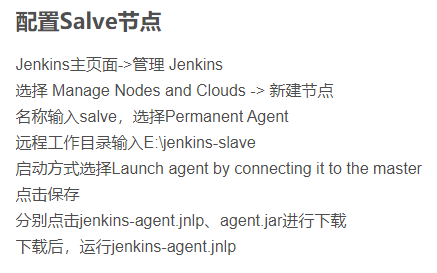 配置Salve节点
Jenkins主页面->管理 Jenkins
选择 Manage Nodes and Clouds -> 新建节点
名称输入salve，选择Permanent Agent
远程工作目录输入E:\jenkins-slave
启动方式选择Launch agent by connecting it to the master
点击保存
分别点击jenkins-agent.jnlp、agent.jar进行下载
下载后，运行jenkins-agent.jnlp